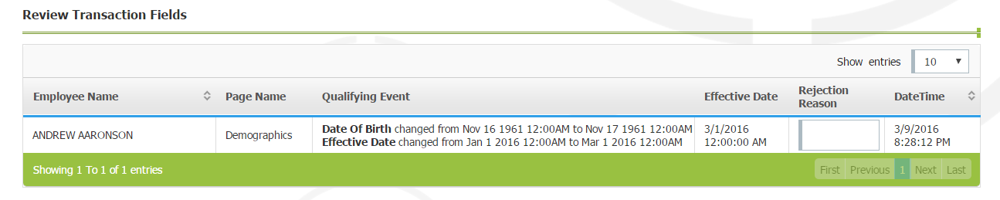 Review Transaction Fields
Show entries 10
Employee Name Page Name Qualifying Event Effective Date Rejection Reason DateTime
ANDREW AARONSON Demographics Date Of Birth changed from Nov 16 1961 12:00AM to Nov 17 1961 12:00AM 3/1/2016 3/9/2016
Effective Date changed from Jan 1 2016 12:00AM to Mar 1 2016 12:00AM 12:00:00 AM 8:28:12 PM
Showing 1 To 1 of 1 entries First Previous 1 Next Last